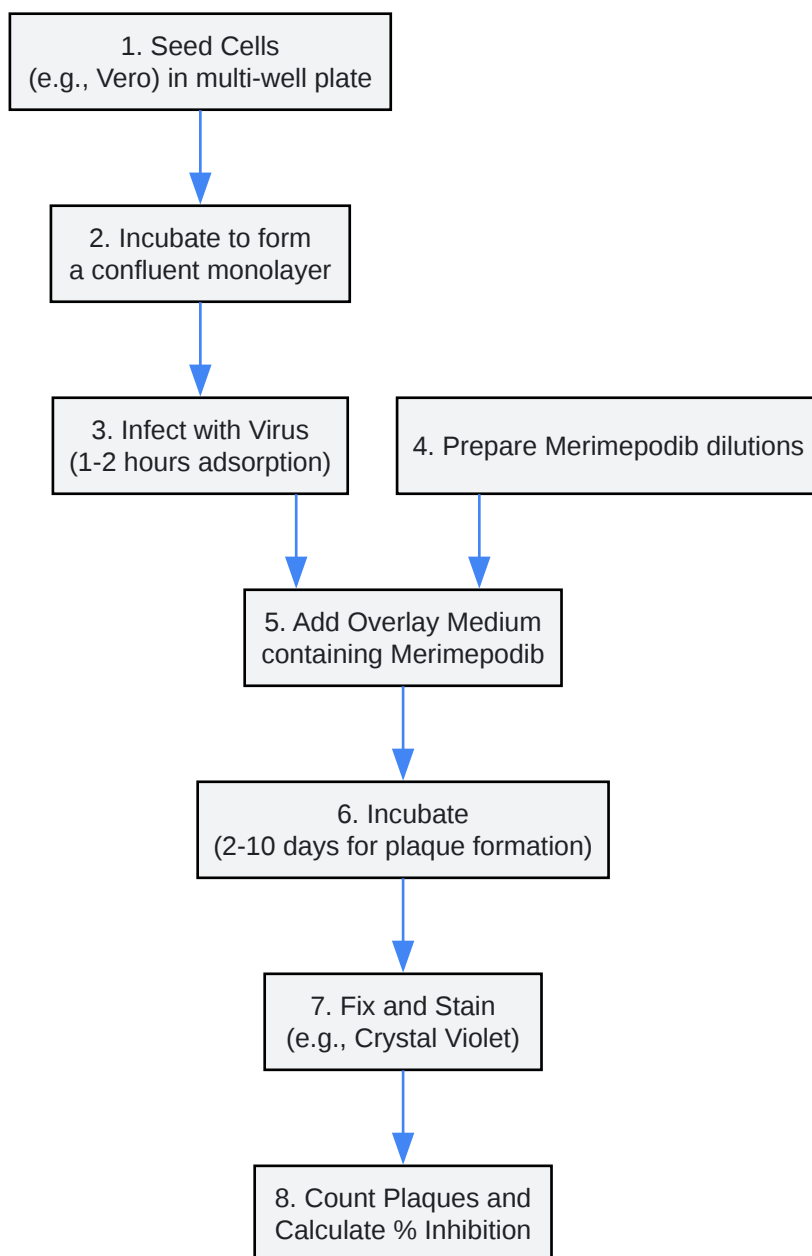 1. Seed Cells
(e.g., Vero) in multi-well plate
2. Incubate to form
a confluent monolayer
3. Infect with Virus
(1-2 hours adsorption)
4. Prepare Merimepodib dilutions
5. Add Overlay Medium
containing Merimepodib
6. Incubate
(2-10 days for plaque formation)
7. Fix and Stain
(e.g., Crystal Violet)
8. Count Plaques and
Calculate % Inhibition